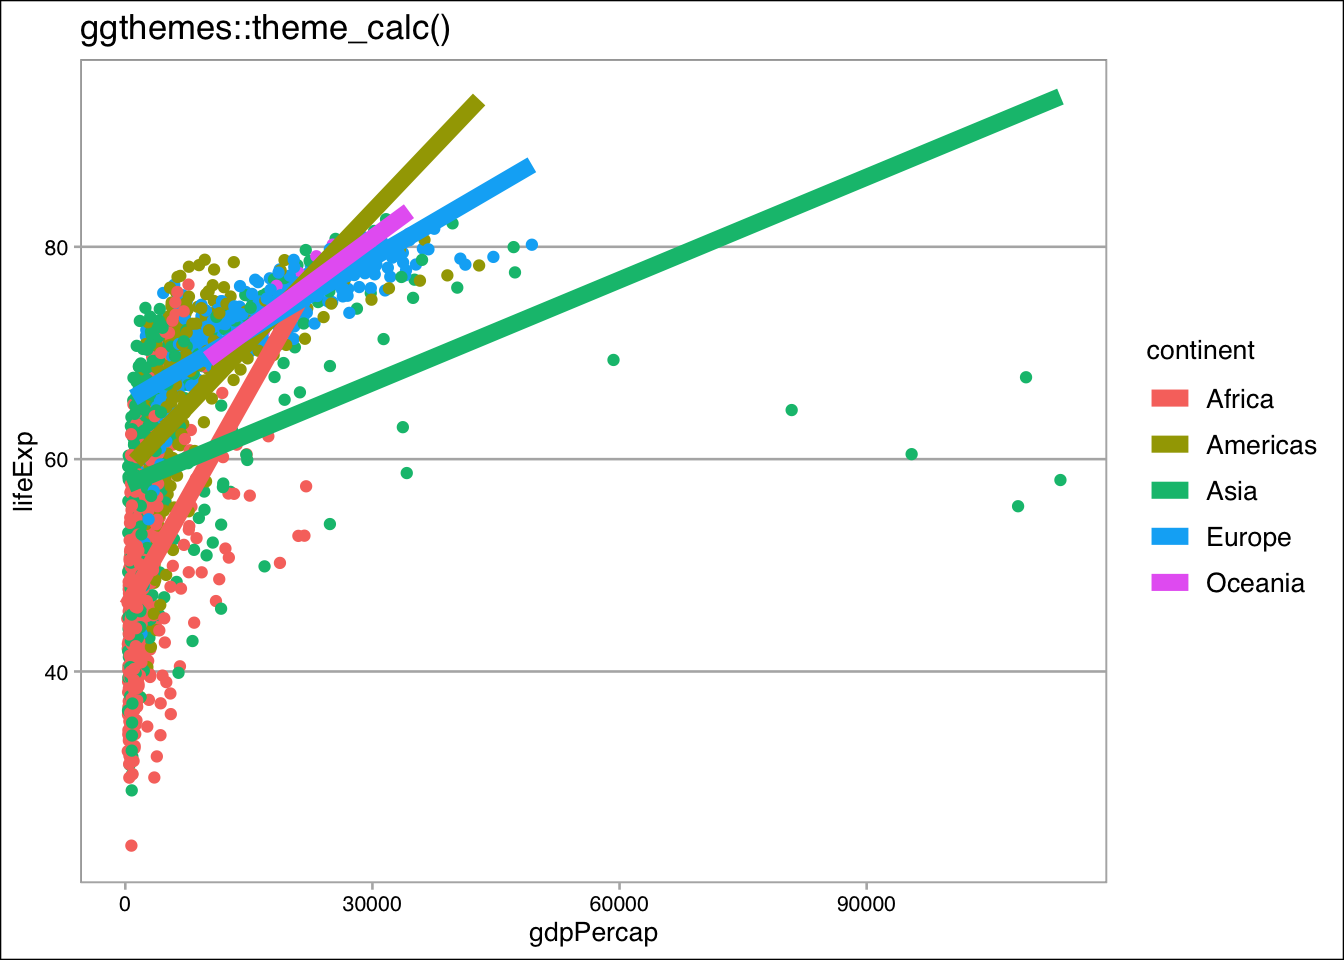 ggthemes::theme_calc()
lifeExp
80
60
40
0
30000
60000
90000
gdpPercap
continent
Africa
Americas
Asia
Europe
Oceania